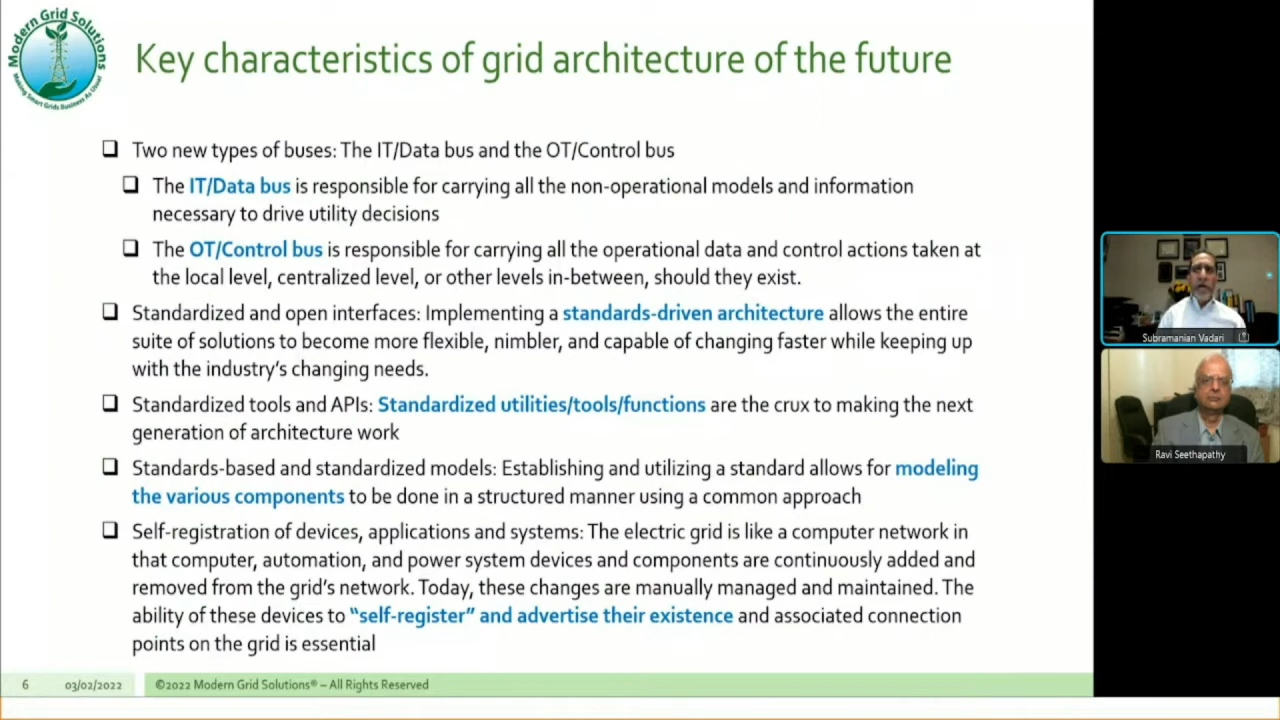 Modern Grid Solutions
Making Smart Grids Business As Usual
Key characteristics of grid architecture of the future
Two new types of buses: The IT/Data bus and the OT/Control bus
The IT/Data bus is responsible for carrying all the non-operational models and information
necessary to drive utility decisions
The OT/Control bus is responsible for carrying all the operational data and control actions taken at
the local level, centralized level, or other levels in-between, should they exist.
Standardized and open interfaces: Implementing a standards-driven architecture allows the entire
suite of solutions to become more flexible, nimbler, and capable of changing faster while keeping up
with the industry's changing needs.
Standardized tools and APIs: Standardized utilities/tools/functions are the crux to making the next
generation of architecture work
Standards-based and standardized models: Establishing and utilizing a standard allows for modeling
the various components to be done in a structured manner using a common approach
Self-registration of devices, applications and systems: The electric grid is like a computer network in
that computer, automation, and power system devices and components are continuously added and
removed from the grid's network. Today, these changes are manually managed and maintained. The
ability of these devices to "self-register" and advertise their existence and associated connection
points on the grid is essential
6 03/02/2022 ©2022 Modern Grid Solutions® – All Rights Reserved
Subramanian Vadari
Ravi Seethapathy